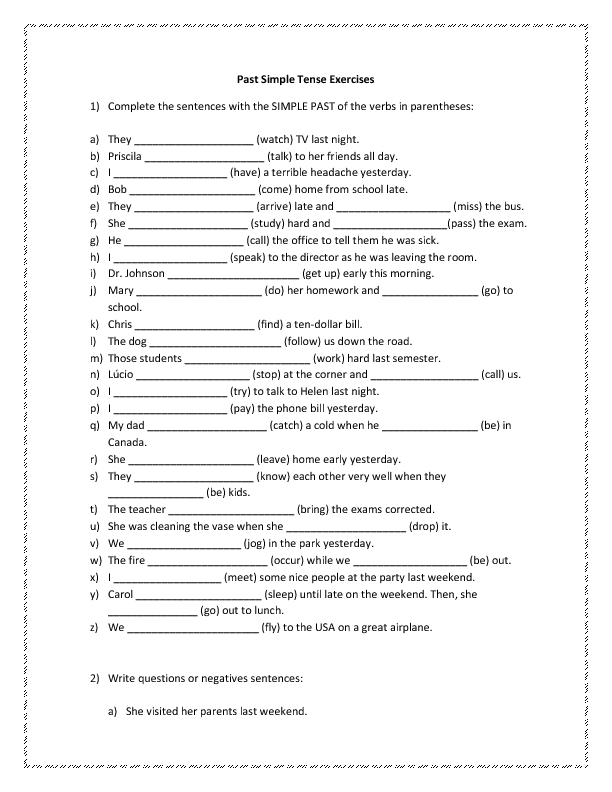 Past Simple Tense Exercises
1) Complete the sentences with the SIMPLE PAST of the verbs in parentheses:
a) They ____________________ (watch) TV last night.
b) Priscila ____________________ (talk) to her friends all day.
c) I ___________________ (have) a terrible headache yesterday.
d) Bob _____________________ (come) home from school late.
e) They ____________________ (arrive) late and ___________________ (miss) the bus.
f) She ____________________ (study) hard and ___________________(pass) the exam.
g) He ____________________ (call) the office to tell them he was sick.
h) I ___________________ (speak) to the director as he was leaving the room.
i) Dr. Johnson ______________________ (get up) early this morning.
j) Mary _____________________ (do) her homework and ________________ (go) to
school.
k) Chris ____________________ (find) a ten-dollar bill.
l) The dog ______________________ (follow) us down the road.
m) Those students _____________________ (work) hard last semester.
n) Lúcio ___________________ (stop) at the corner and __________________ (call) us.
o) I ___________________ (try) to talk to Helen last night.
p) I ___________________ (pay) the phone bill yesterday.
q) My dad ____________________ (catch) a cold when he ________________ (be) in
Canada.
r) She ____________________ (leave) home early yesterday.
s) They ____________________ (know) each other very well when they
________________ (be) kids.
t) The teacher _____________________ (bring) the exams corrected.
u) She was cleaning the vase when she ____________________ (drop) it.
v) We ___________________ (jog) in the park yesterday.
w) The fire ___________________ (occur) while we ___________________ (be) out.
x) I __________________ (meet) some nice people at the party last weekend.
y) Carol _____________________ (sleep) until late on the weekend. Then, she
_______________ (go) out to lunch.
z) We ______________________ (fly) to the USA on a great airplane.
2) Write questions or negatives sentences:
a) She visited her parents last weekend.